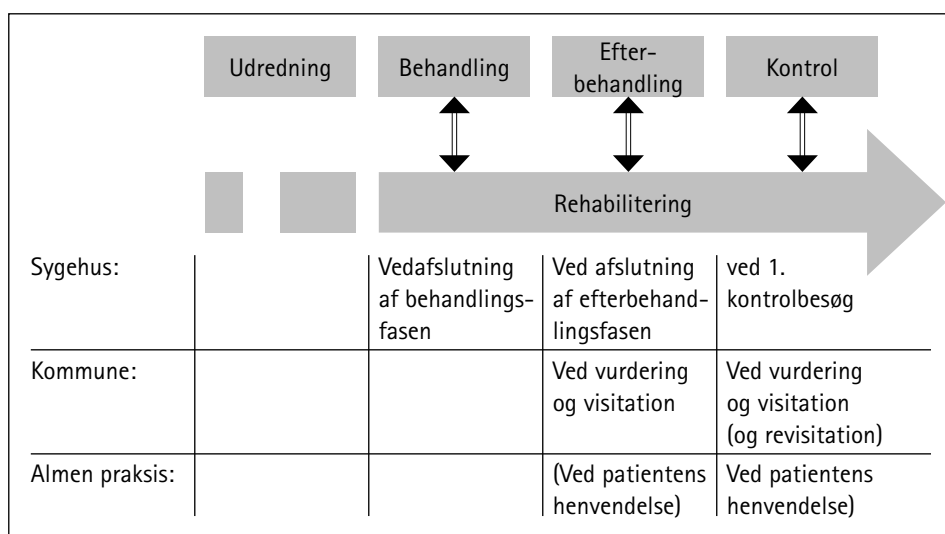 Udredning
Behandling
Efter-
behandling
Kontrol
Rehabilitering
Sygehus:
Vedafslutning
af behandlings-
fasen
Ved afslutning
af efterbehand-
lingsfasen
ved 1.
kontrolbesøg
Kommune:
Ved vurdering
og visitation
Ved vurdering
og visitation
(og revisitation)
Almen praksis:
(Ved patientens
henvendelse)
Ved patientens
henvendelse)